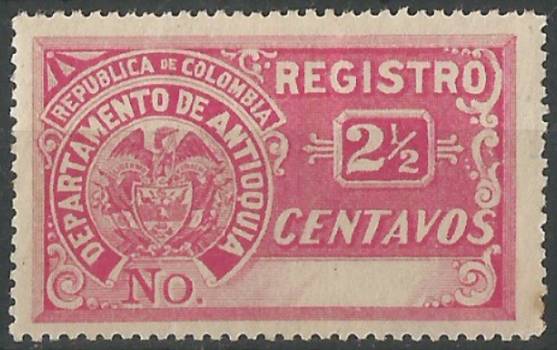 REPUBLICA DE COLOMBIA
DEPARTAMENTO DE ANTIOQUIA
REGISTRO
2 1/2
CENTAVOS
No.